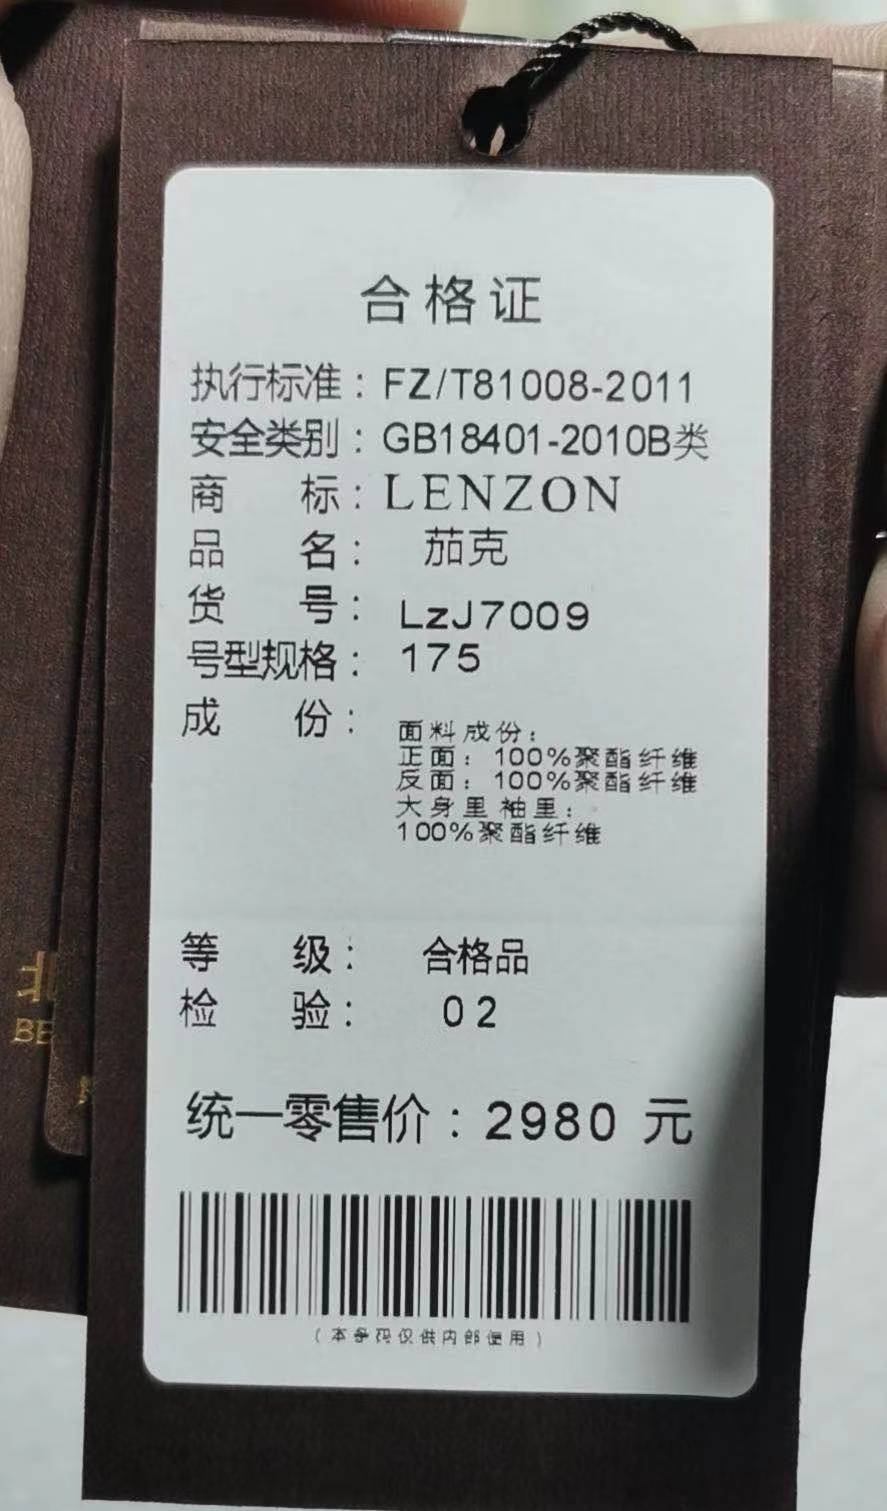 合格证
执行标准：FZ/T81008-2011
安全类别：GB18401-2010B类
商 标：LENZON
品 名：茄克
货 号：LzJ7009
号型规格：175
成 份：
面料成份：
正面：100%聚酯纤维
反面：100%聚酯纤维
大身里袖里：
100%聚酯纤维
等 级：合格品
检 验：02
统一零售价：2980 元
（本条码仅供内部使用）
北
BE